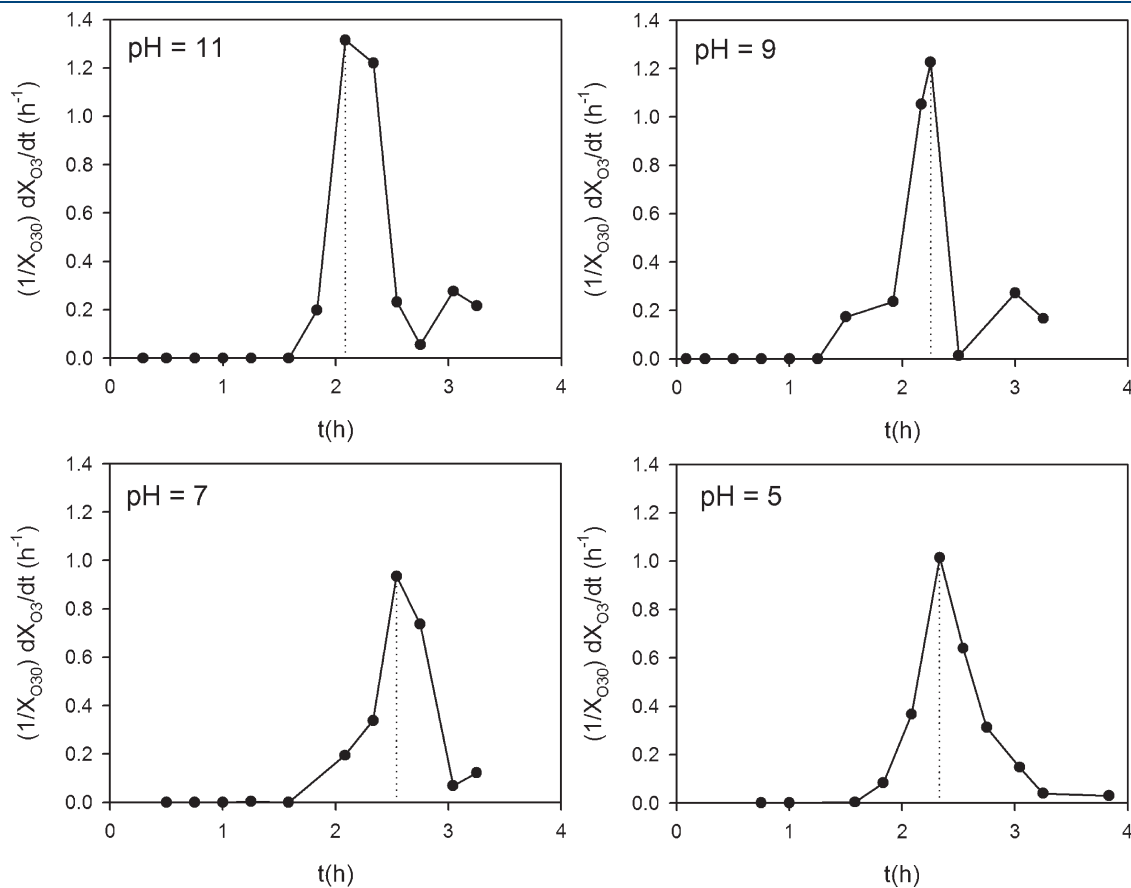 pH = 11
(1/X_O30) dX_O3/dt (h^-1)
1.4
1.2
1.0
0.8
0.6
0.4
0.2
0.0
0 1 2 3 4
t(h)
pH = 9
(1/X_O30) dX_O3/dt (h^-1)
1.4
1.2
1.0
0.8
0.6
0.4
0.2
0.0
0 1 2 3 4
t(h)
pH = 7
(1/X_O30) dX_O3/dt (h^-1)
1.4
1.2
1.0
0.8
0.6
0.4
0.2
0.0
0 1 2 3 4
t(h)
pH = 5
(1/X_O30) dX_O3/dt (h^-1)
1.4
1.2
1.0
0.8
0.6
0.4
0.2
0.0
0 1 2 3 4
t(h)